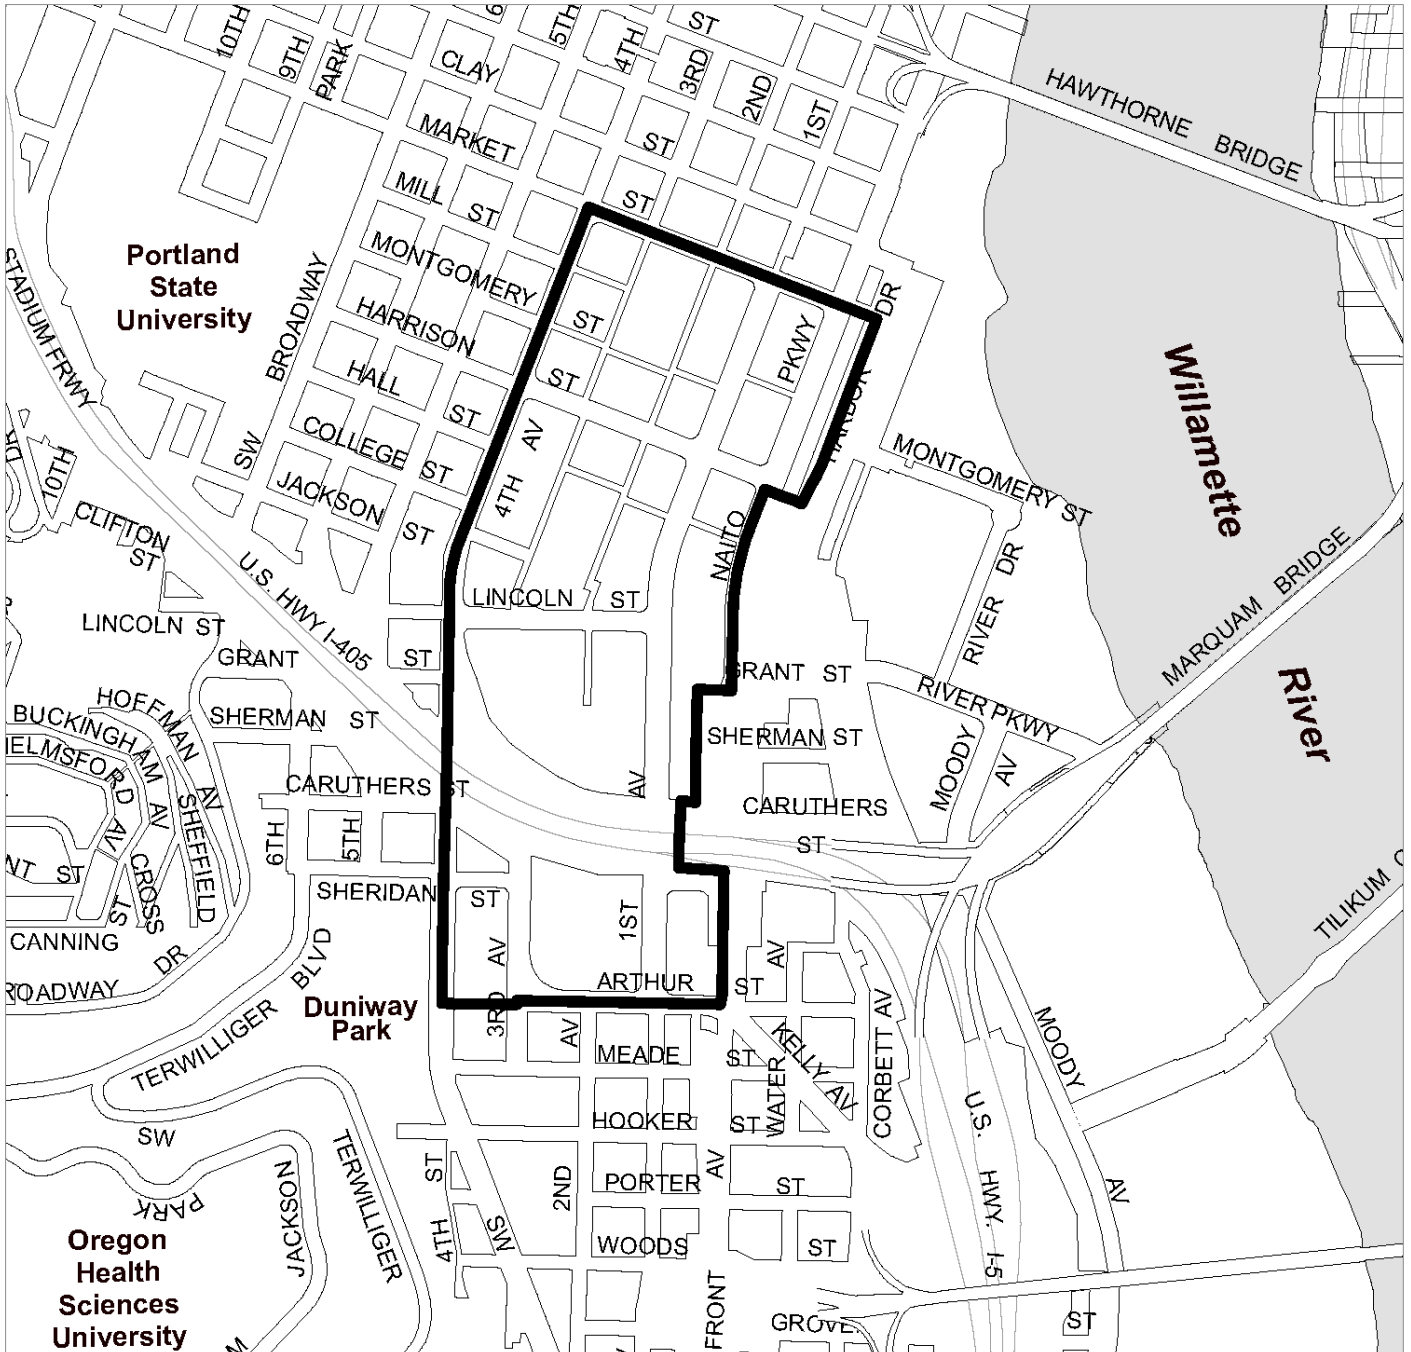 10TH
9TH
PARK
6
5TH
4TH
ST
3RD
2ND
1ST
CLAY
MARKET
ST
MILL
ST
ST
HAWTHORNE BRIDGE
Portland
State
University
MONTGOMERY
ST
BROADWAY
HARRISON
ST
HALL
ST
COLLEGE ST
SW
JACKSON
ST
STADIUM FRWY
DR
10TH
CLIFTON
ST
U.S. HWY I-405
4TH AV
PKWY
HARBOR DR
NAITO
MONTGOMERY ST
RIVER DR
Willamette
River
MARQUAM BRIDGE
LINCOLN ST
LINCOLN ST
GRANT
ST
GRANT ST
RIVER PKWY
HOFFMAN AV
BUCKINGHAM AV
SHERMAN ST
SHERMAN ST
MOODY
AV
SHEFFIELD
CROSS
ST
CARUTHERS ST
AV
CARUTHERS
ST
6TH
5TH
SHERIDAN ST
1ST
AV
AV
TILIKUM
CANNING
DR
BLVD
ARTHUR ST
Duniway
Park
TERWILLIGER
3RD
AV
MEADE ST
KELLY AV
WATER
CORBETT AV
MOODY
AV
HOOKER ST
SW
PARK
JACKSON
TERWILLIGER
ST
4TH
SW
2ND
PORTER
AV
ST
WOODS
ST
U.S. HWY. I-5
Oregon
Health
Sciences
University
FRONT
ST